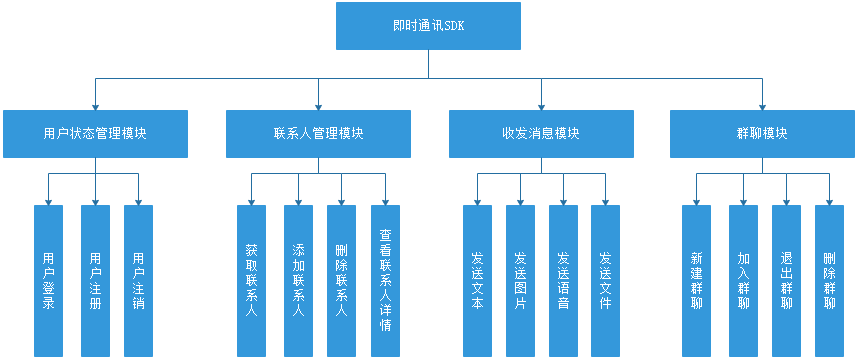 即时通讯SDK
用户状态管理模块
联系人管理模块
收发消息模块
群聊模块
用户登录
用户注册
用户注销
获取联系人
添加联系人
删除联系人
查看联系人详情
发送文本
发送图片
发送语音
发送文件
新建群聊
加入群聊
退出群聊
删除群聊